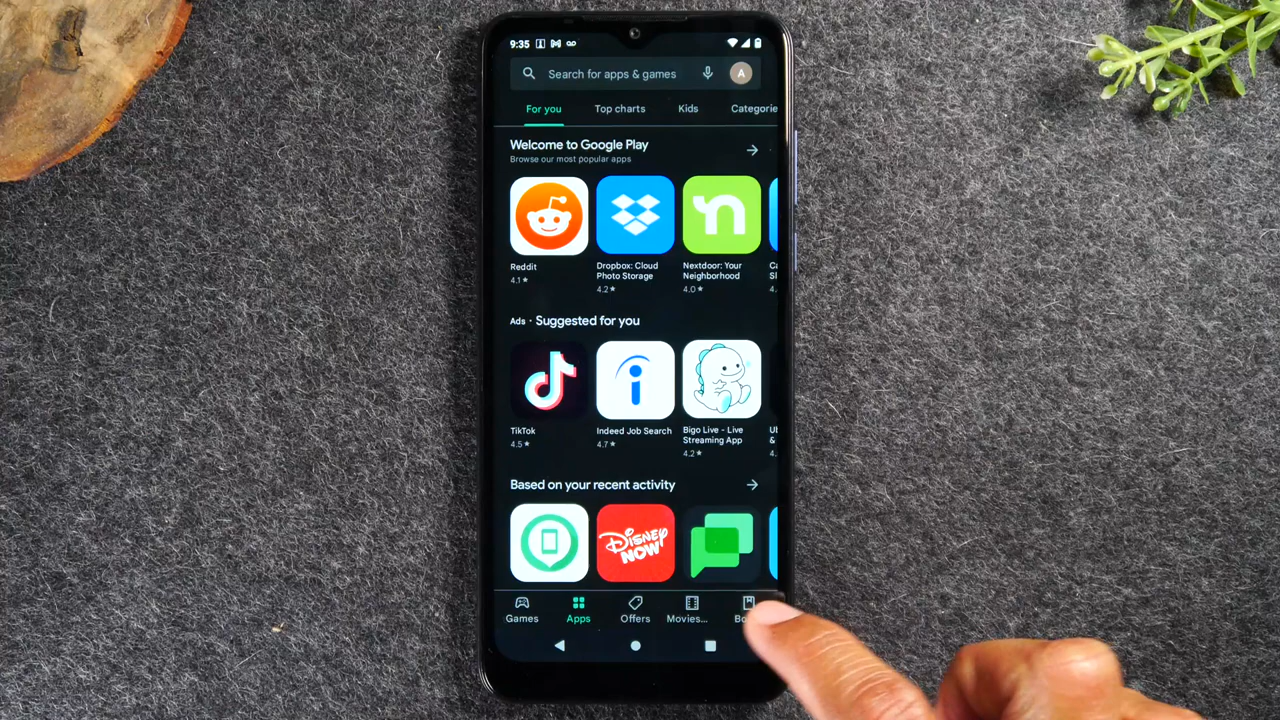 9:35
Search for apps & games
A
For you
Top charts
Kids
Categorie
Welcome to Google Play
Browse our most popular apps
Reddit
4.1★
Dropbox: Cloud
Photo Storage
4.2★
Nextdoor: Your
Neighborhood
4.0★
Ads · Suggested for you
TikTok
4.5★
Indeed Job Search
4.7★
Bigo Live - Live
Streaming App
4.2★
Based on your recent activity
Disney
NOW
Games
Apps
Offers
Movies...